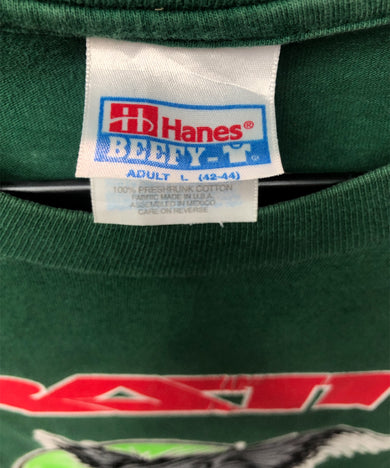 Hanes®
BEEFY-T®
ADULT L (42-44)
100% PRESHRUNK COTTON
FABRIC MADE IN U.S.A.
ASSEMBLED IN MEXICO
CARE ON REVERSE